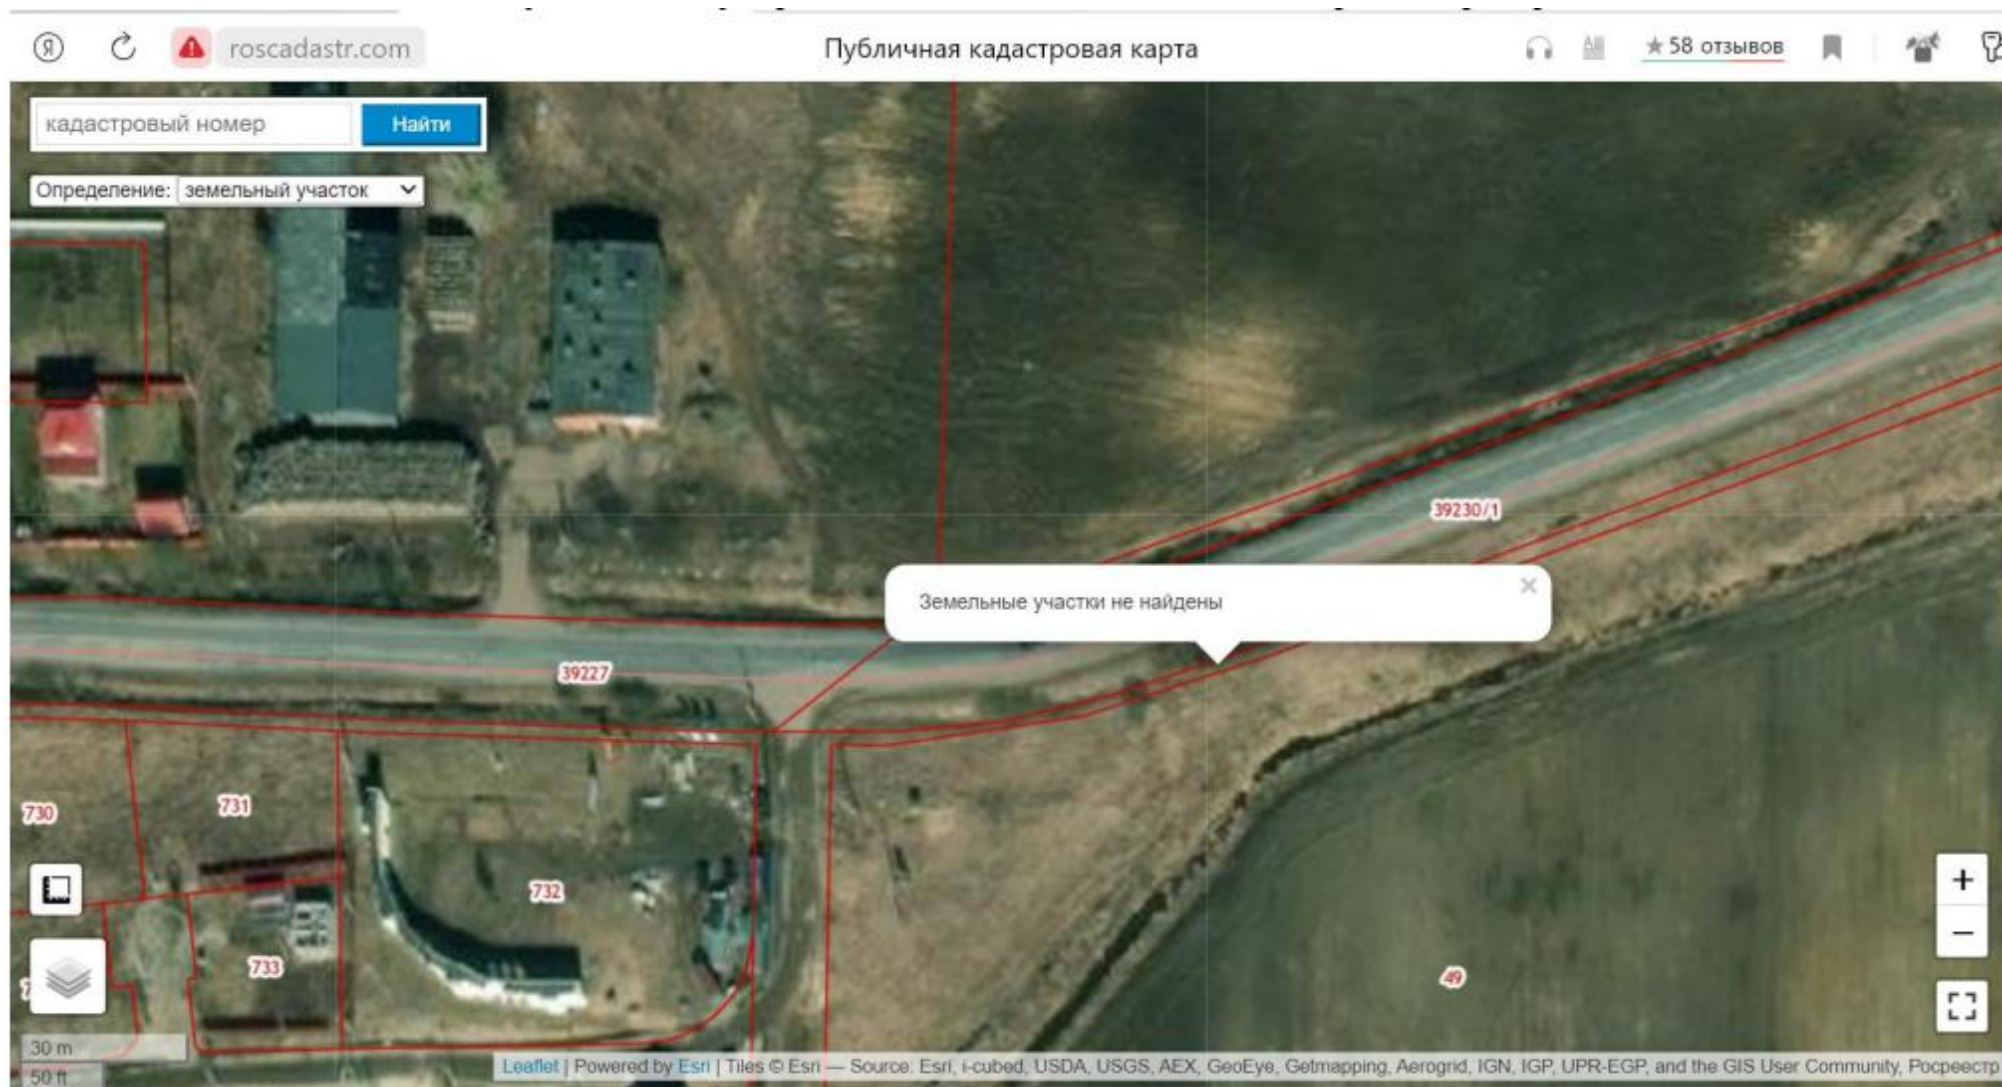 Я roscadastr.com Публичная кадастровая карта 58 отзывов
кадастровый номер Найти
Определение: земельный участок
39230/1
Земельные участки не найдены ×
39227
731
730
732
+
733
49
−
30 m
50 ft
Leaflet | Powered by Esri | Tiles © Esri — Source: Esri, i-cubed, USDA, USGS, AEX, GeoEye, Getmapping, Aerogrid, IGN, IGP, UPR-EGP, and the GIS User Community, Росреестр